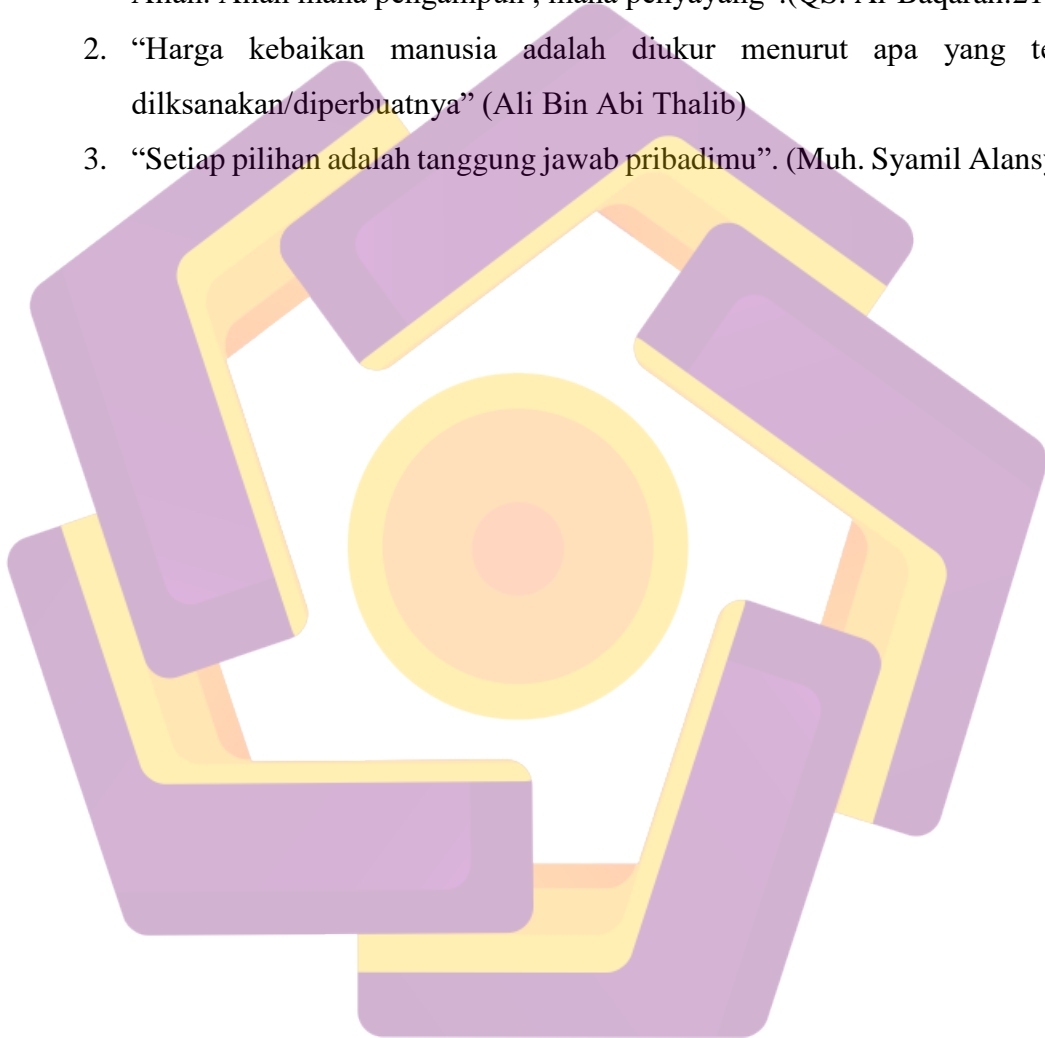 Allah. Allah maha pengampun , maha penyayang”.(QS. Al-Baqarah:21
2. “Harga kebaikan manusia adalah diukur menurut apa yang te
dilksanakan/diperbuatnya” (Ali Bin Abi Thalib)
3. “Setiap pilihan adalah tanggung jawab pribadimu”. (Muh. Syamil Alansy